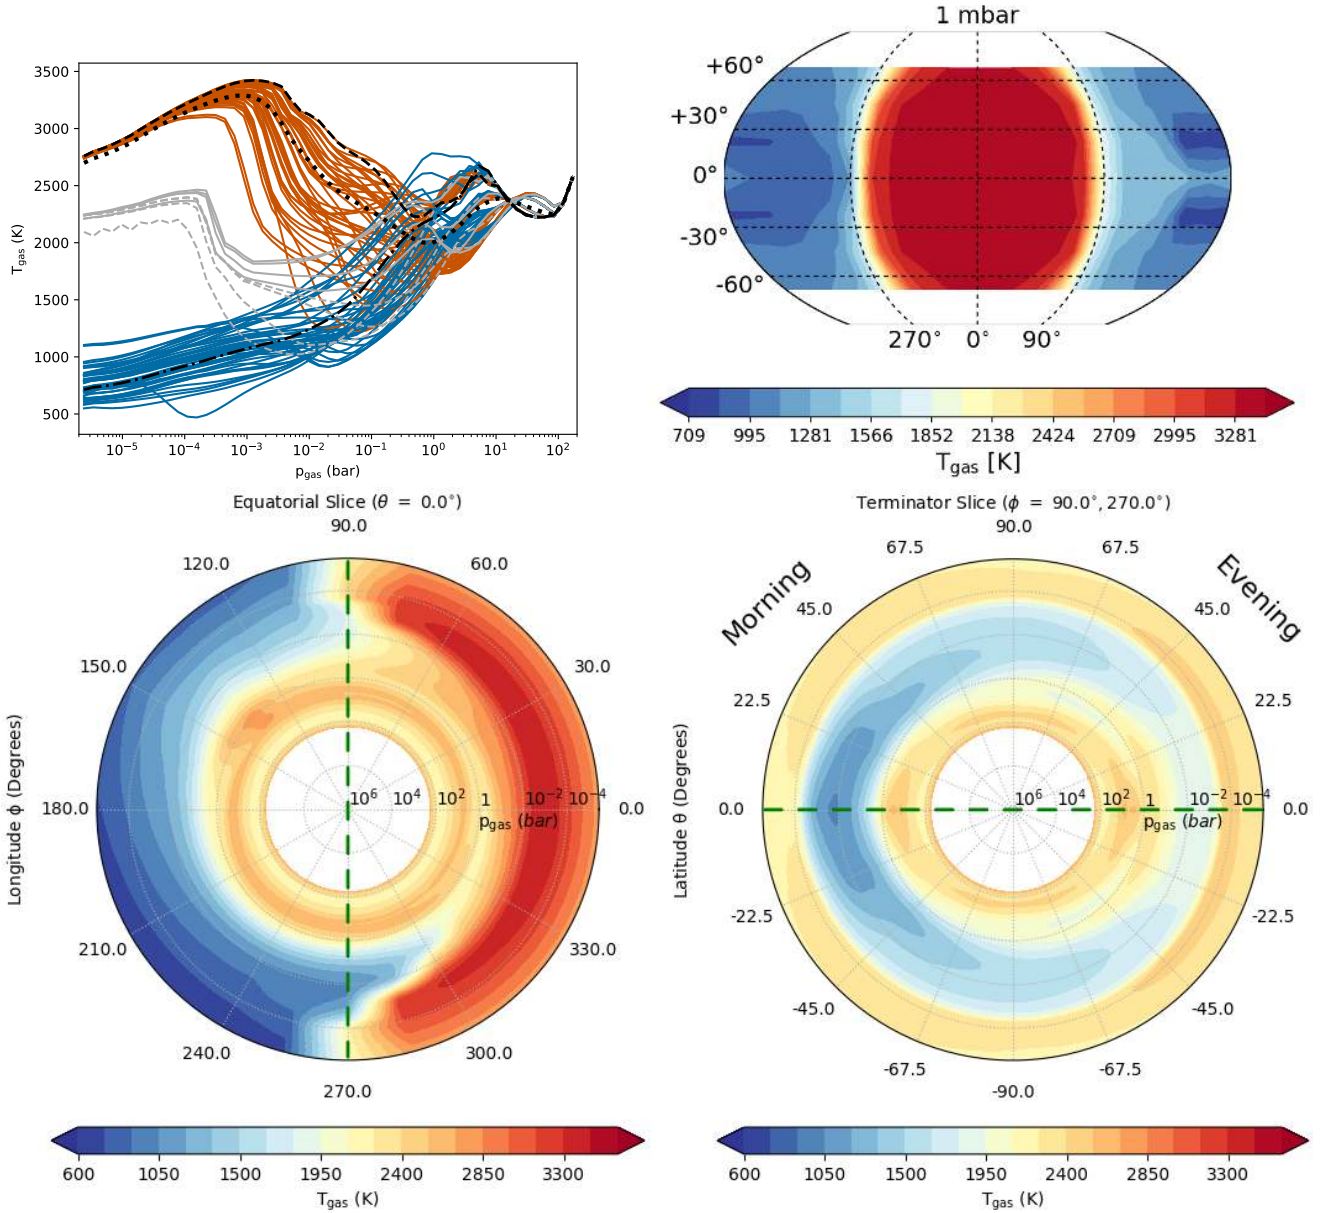 3500
3000
2500
2000
1500
1000
500
T_gas (K)
10^-5 10^-4 10^-3 10^-2 10^-1 10^0 10^1 10^2
p_gas (bar)
1 mbar
+60°
+30°
0°
-30°
-60°
270° 0° 90°
709 995 1281 1566 1852 2138 2424 2709 2995 3281
T_gas [K]
Equatorial Slice (θ = 0.0°)
90.0
120.0 60.0
150.0 30.0
180.0 0.0
210.0 330.0
240.0 300.0
270.0
10^6 10^4 10^2 1 10^-2 10^-4
p_gas (bar)
Longitude ϕ (Degrees)
600 1050 1500 1950 2400 2850 3300
T_gas (K)
Terminator Slice (ϕ = 90.0°, 270.0°)
90.0
67.5 67.5
Morning Evening
45.0 45.0
22.5 22.5
0.0 0.0
-22.5 -22.5
-45.0 -45.0
-67.5 -67.5
-90.0
10^6 10^4 10^2 1 10^-2 10^-4
p_gas (bar)
Latitude θ (Degrees)
600 1050 1500 1950 2400 2850 3300
T_gas (K)